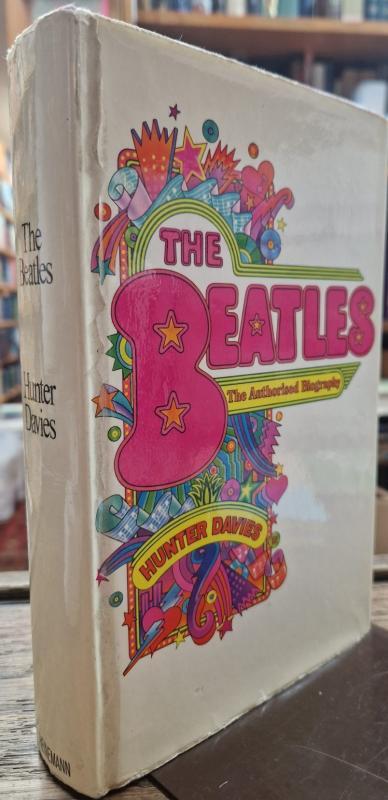 The
Beatles
Hunter
Davies
THE
BEATLES
The Authorised Biography
HUNTER DAVIES